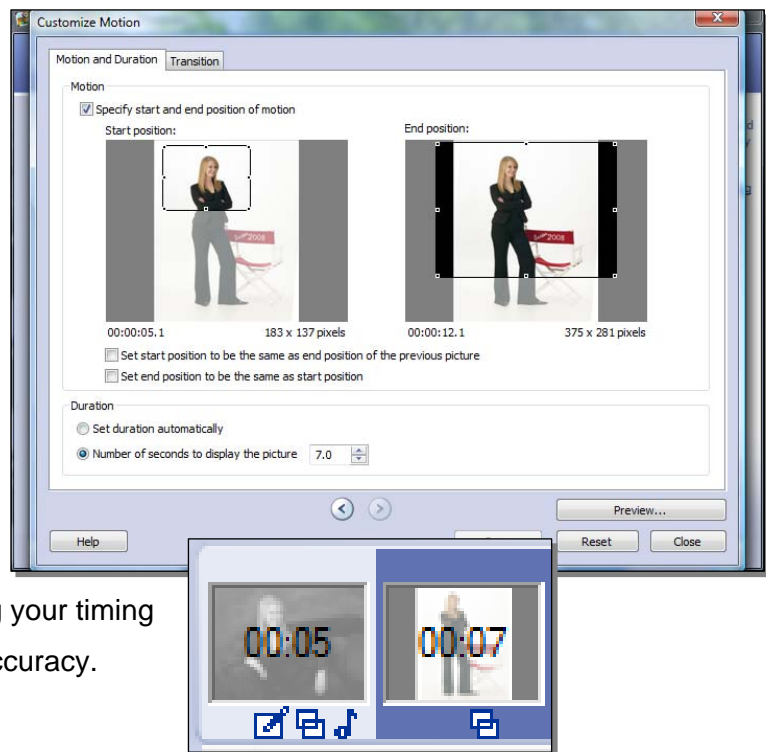 Customize Motion
Motion and Duration Transition
Motion
Specify start and end position of motion
Start position: End position:
2008 2008
00:00:05.1 183 x 137 pixels 00:00:12.1 375 x 281 pixels
Set start position to be the same as end position of the previous picture
Set end position to be the same as start position
Duration
Set duration automatically
Number of seconds to display the picture 7.0
Preview...
Help Reset Close
your timing
00:05 00:07